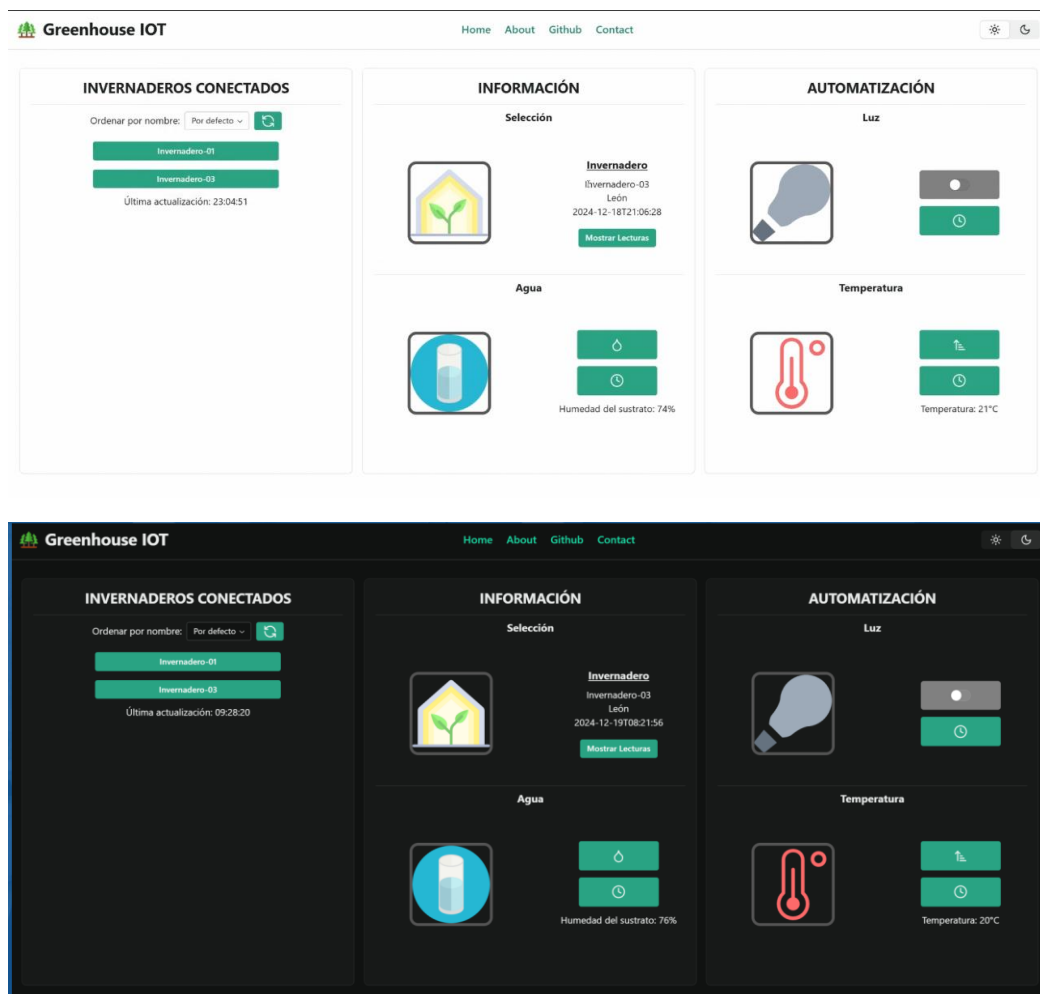 Greenhouse IOT
Home About Github Contact
INVERNADEROS CONECTADOS
Ordenar por nombre: Por defecto
Invernadero-01
Invernadero-03
Última actualización: 23:04:51
INFORMACIÓN
Selección
Invernadero
Invernadero-03
León
2024-12-18T21:06:28
Mostrar Lecturas
Agua
Humedad del sustrato: 74%
AUTOMATIZACIÓN
Luz
Temperatura
Temperatura: 21°C
Greenhouse IOT
Home About Github Contact
INVERNADEROS CONECTADOS
Ordenar por nombre: Por defecto
Invernadero-01
Invernadero-03
Última actualización: 09:28:20
INFORMACIÓN
Selección
Invernadero
Invernadero-03
León
2024-12-19T08:21:56
Mostrar Lecturas
Agua
Humedad del sustrato: 76%
AUTOMATIZACIÓN
Luz
Temperatura
Temperatura: 20°C